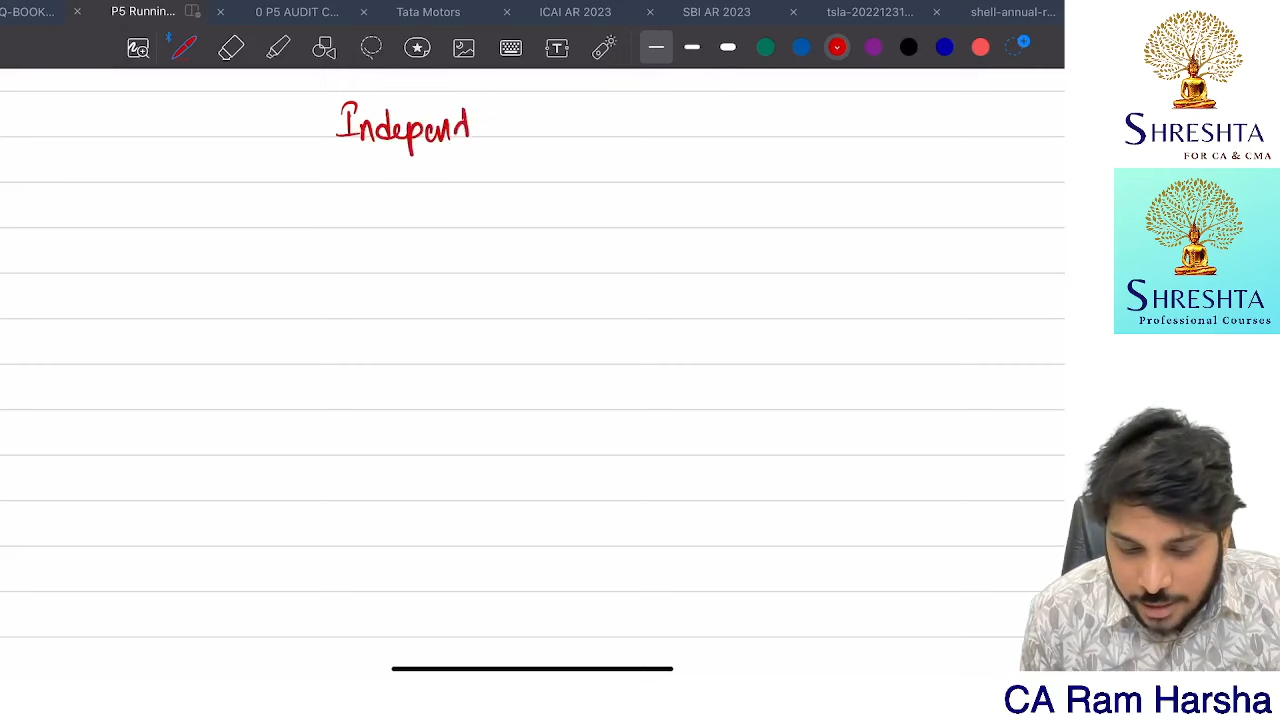 Q-BOOK... × P5 Runnin... × 0 P5 AUDIT C... × Tata Motors × ICAI AR 2023 × SBI AR 2023 × tsla-20221231... × shell-annual-r...
Independ
SHRESHTA
FOR CA & CMA
SHRESHTA
Professional Courses
CA Ram Harsha